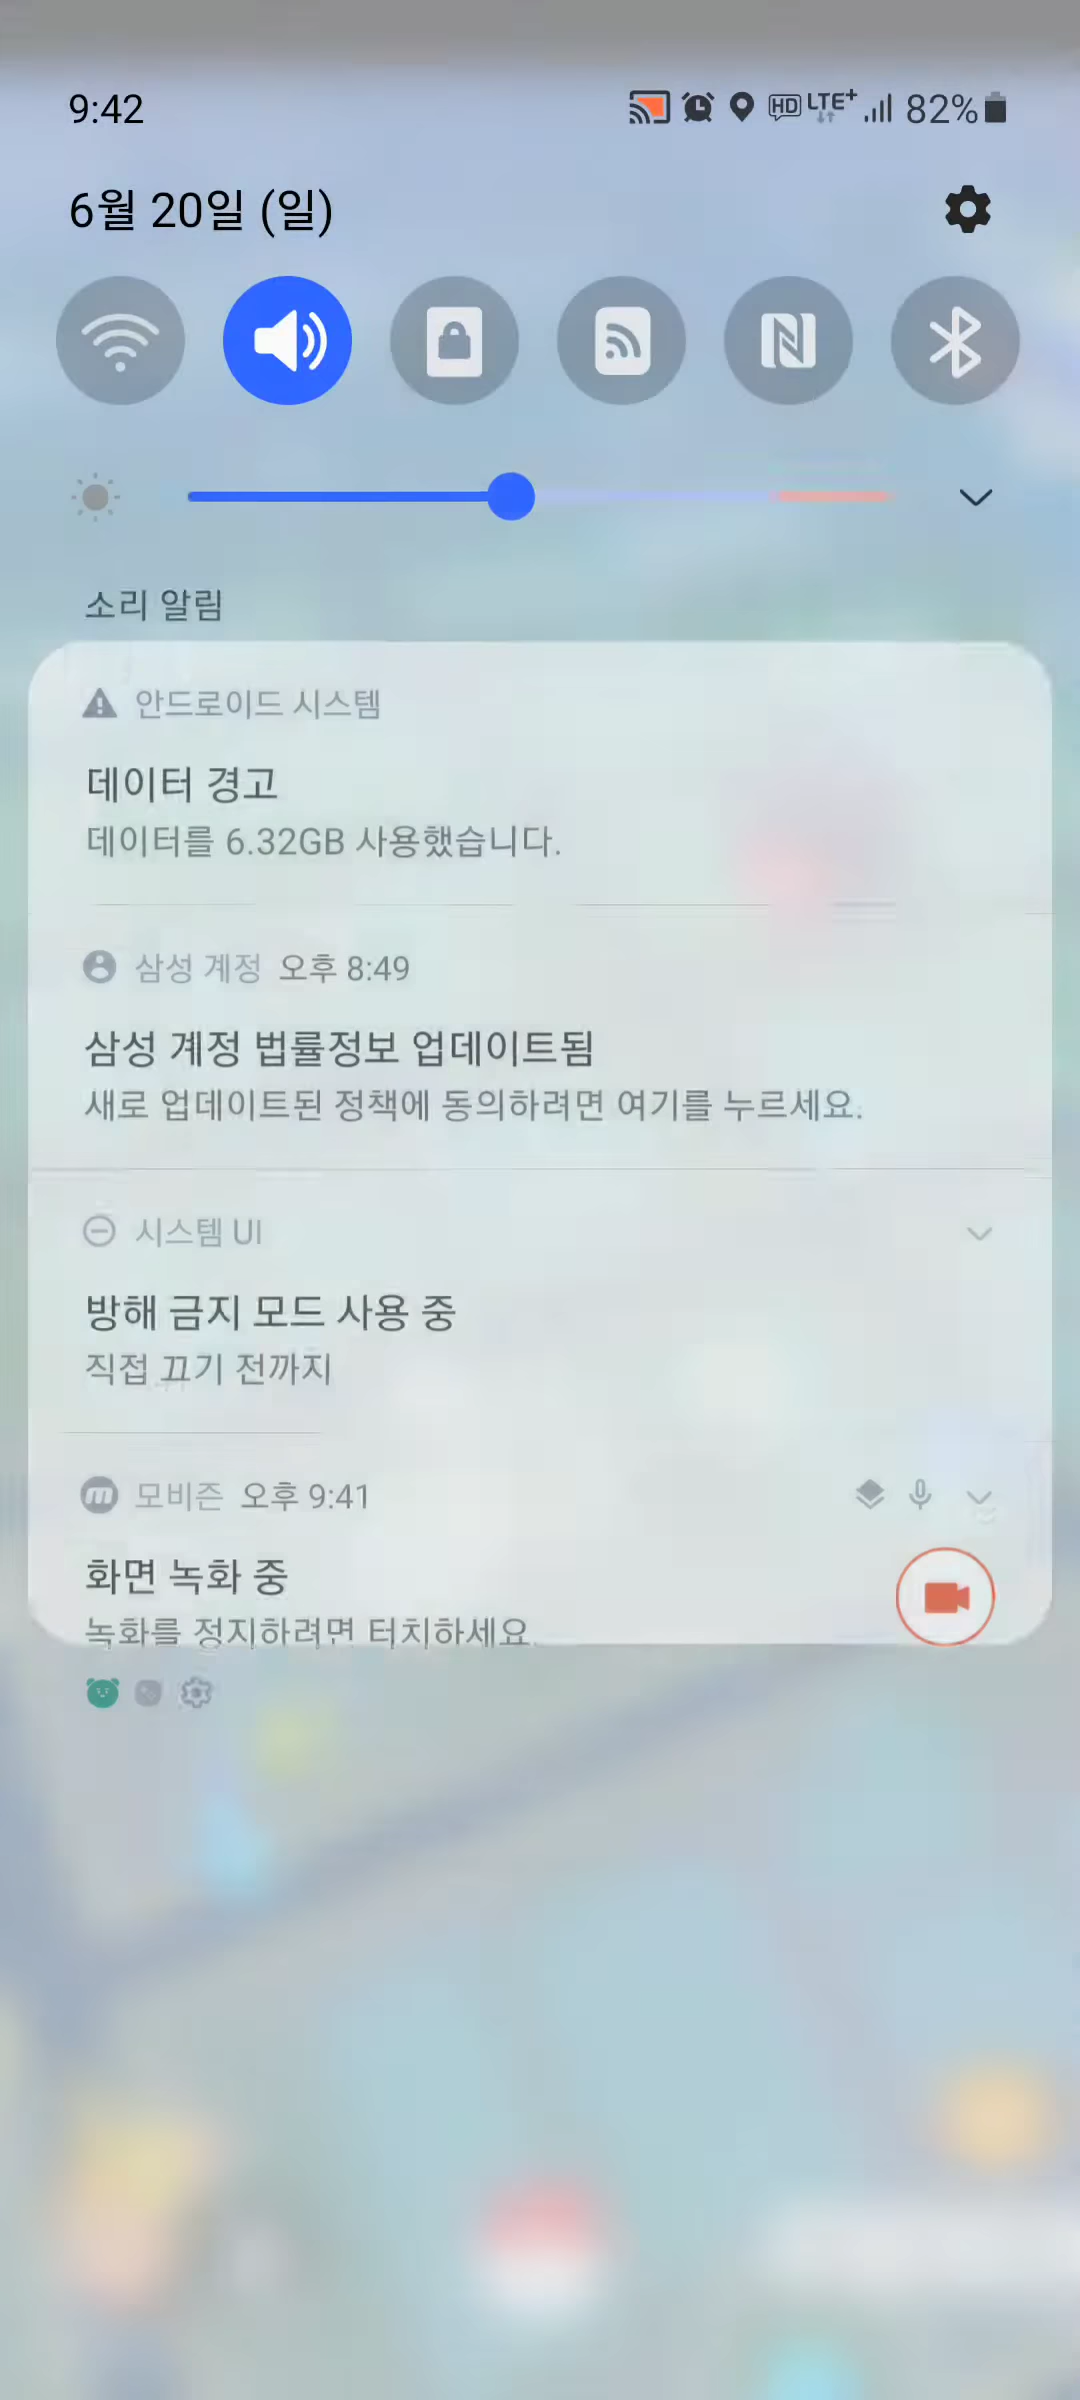 9:42
HD LTE+ 82%
6월 20일 (일)
소리 알림
안드로이드 시스템
데이터 경고
데이터를 6.32GB 사용했습니다.
삼성 계정 오후 8:49
삼성 계정 법률정보 업데이트됨
새로 업데이트된 정책에 동의하려면 여기를 누르세요.
시스템 UI
방해 금지 모드 사용 중
직접 끄기 전까지
모비즌 오후 9:41
화면 녹화 중
녹화를 정지하려면 터치하세요.